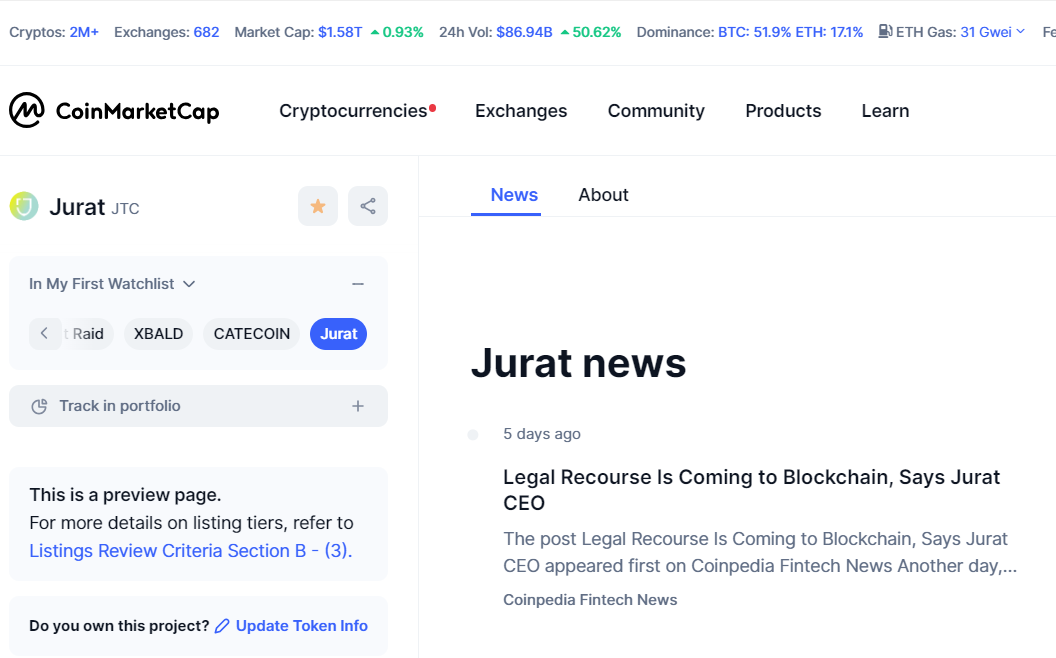 Cryptos: 2M+ Exchanges: 682 Market Cap: $1.58T 0.93% 24h Vol: $86.94B 50.62% Dominance: BTC: 51.9% ETH: 17.1% ETH Gas: 31 Gwei Fe
CoinMarketCap Cryptocurrencies Exchanges Community Products Learn
Jurat JTC
In My First Watchlist
t Raid XBALD CATECOIN Jurat
Track in portfolio
This is a preview page.
For more details on listing tiers, refer to
Listings Review Criteria Section B - (3).
Do you own this project? Update Token Info
News About
Jurat news
5 days ago
Legal Recourse Is Coming to Blockchain, Says Jurat
CEO
The post Legal Recourse Is Coming to Blockchain, Says Jurat
CEO appeared first on Coinpedia Fintech News Another day,...
Coinpedia Fintech News